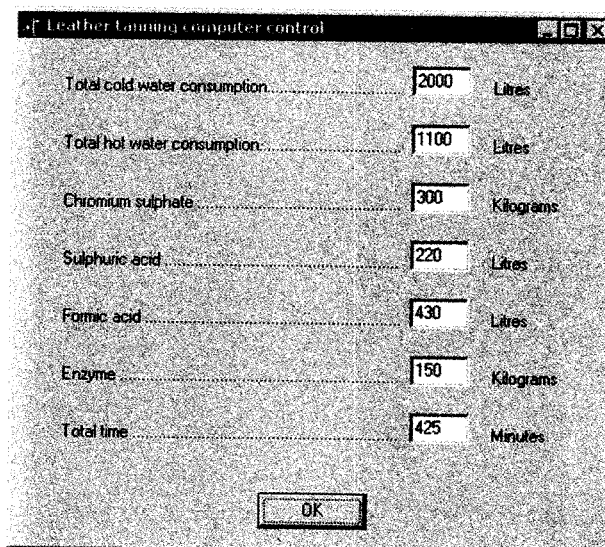 Leather tanning computer control
Total cold water consumption 2000 Litres
Total hot water consumption 1100 Litres
Chromium sulphate 300 Kilograms
Sulphuric acid 220 Litres
Formic acid 430 Litres
Enzyme 150 Kilograms
Total time 425 Minutes
OK